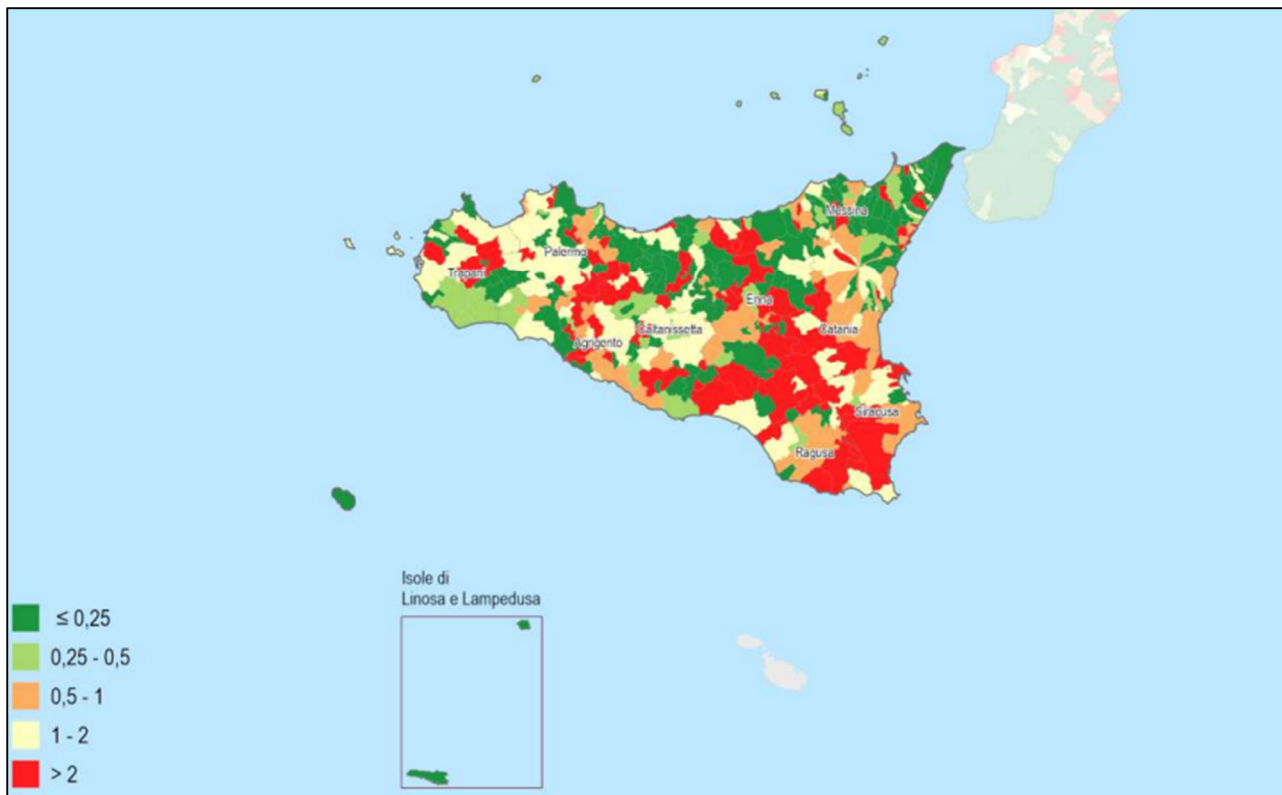 Messina
Palermo
Trapani
Enna
Caltanissetta
Catania
Agrigento
Siracusa
Ragusa
Isole di
Linosa e Lampedusa
≤ 0,25
0,25 - 0,5
0,5 - 1
1 - 2
> 2